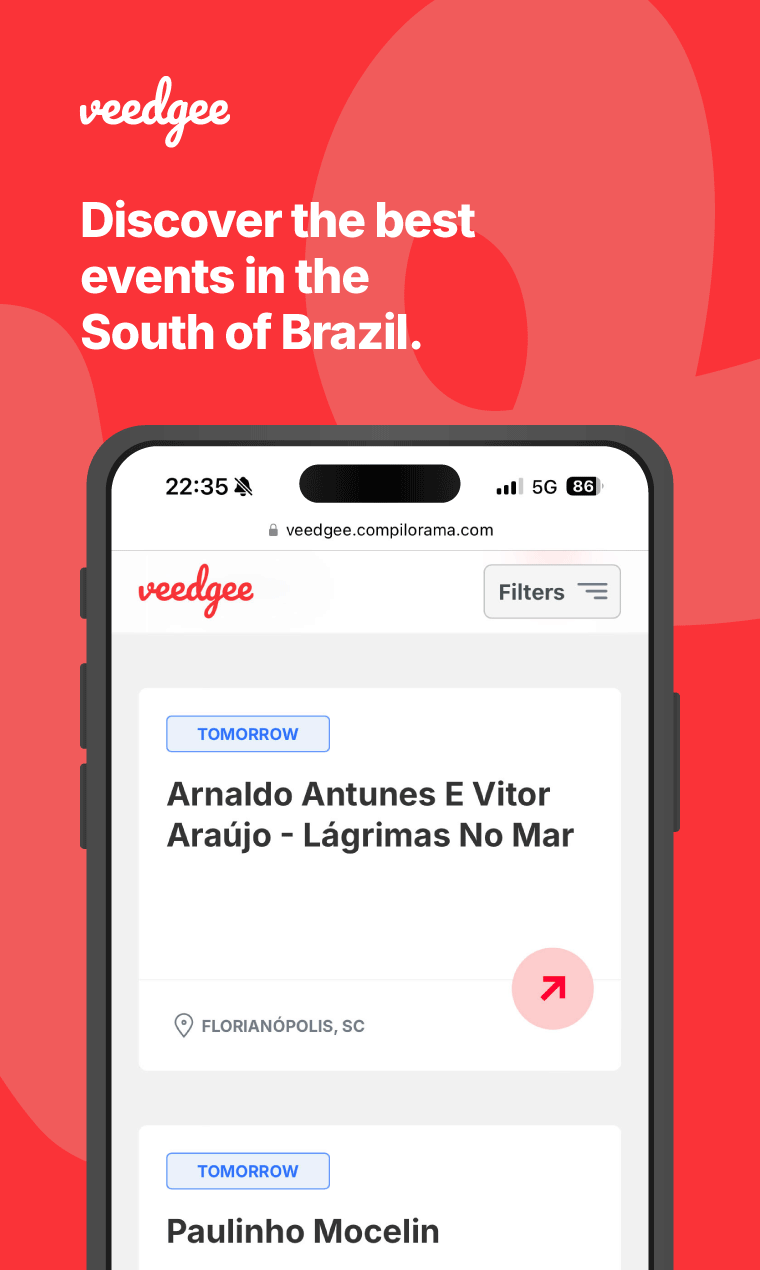 veedgee
Discover the best
events in the
South of Brazil.
22:35
5G
86
veedgee.compilorama.com
veedgee
Filters
TOMORROW
Arnaldo Antunes E Vitor
Araújo - Lágrimas No Mar
FLORIANÓPOLIS, SC
TOMORROW
Paulinho Mocelin